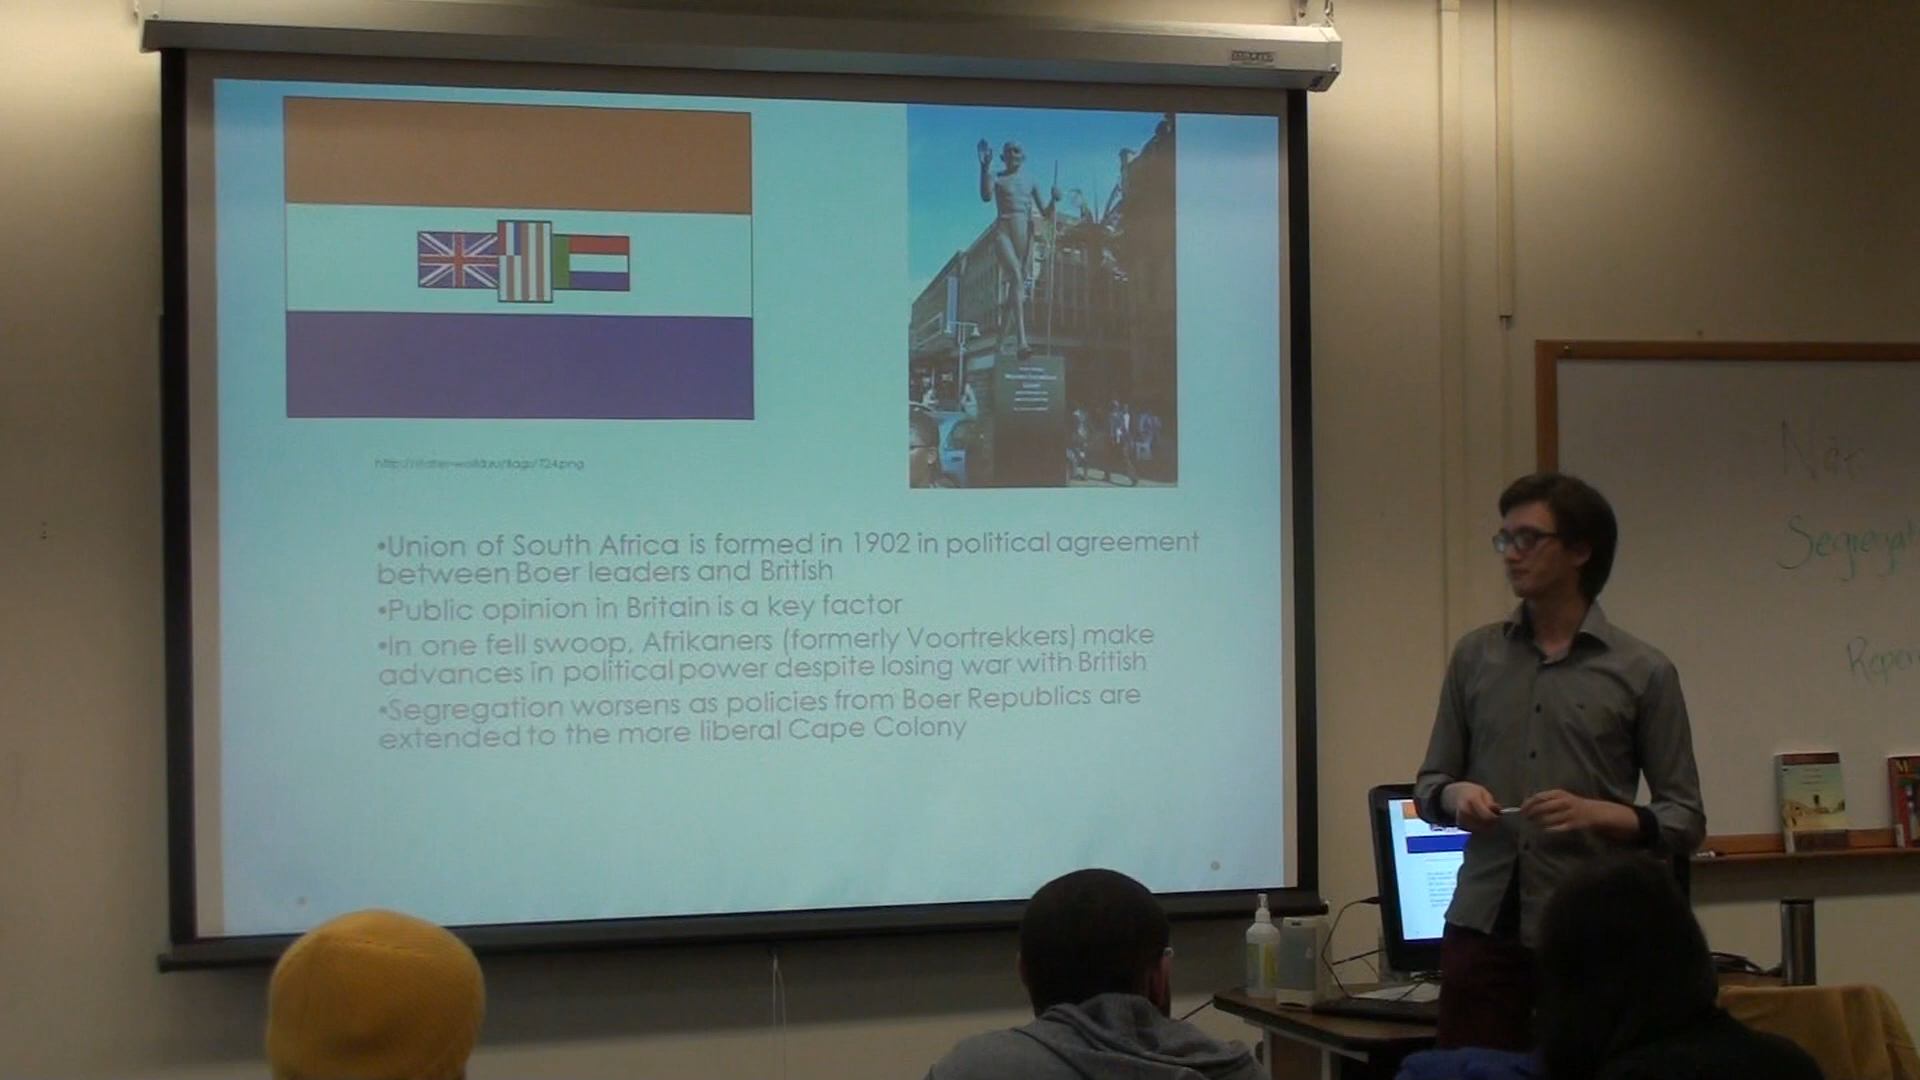 •Union of South Africa is formed in 1902 in political agreement
between Boer leaders and British
•Public opinion in Britain is a key factor
•In one fell swoop, Afrikaners (formerly Voortrekkers) make
advances in political power despite losing war with British
•Segregation worsens as policies from Boer Republics are
extended to the more liberal Cape Colony
Segregat